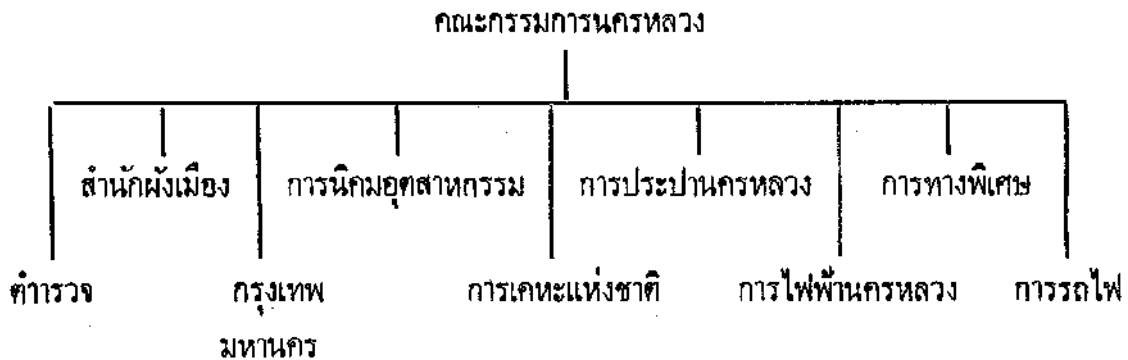 คณะกรรมการนครหลวง
สำนักผังเมือง การนิคมอุตสาหกรรม การประปานครหลวง การทางพิเศษ
ตำารวจ กรุงเทพ การเคหะแห่งชาติ การไฟฟ้านครหลวง การรถไฟ
มหานคร